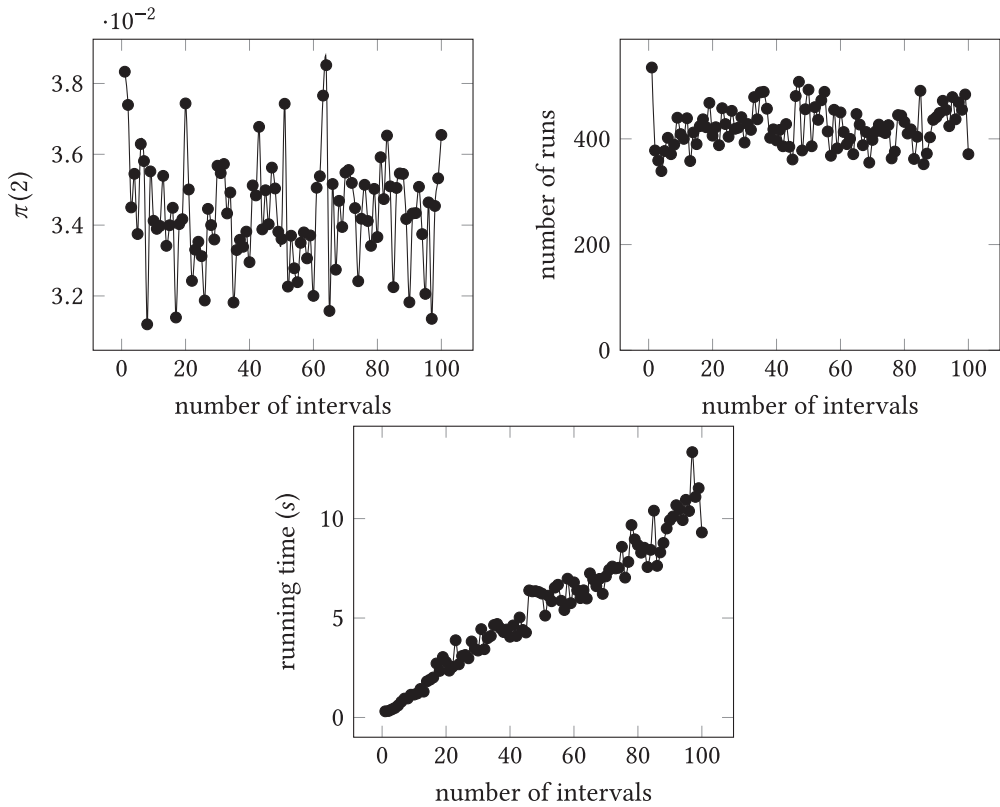 ·10⁻²
3.8
3.6
3.4
3.2
π(2)
0 20 40 60 80 100
number of intervals
400
200
0
number of runs
0 20 40 60 80 100
number of intervals
10
5
0
running time (s)
0 20 40 60 80 100
number of intervals